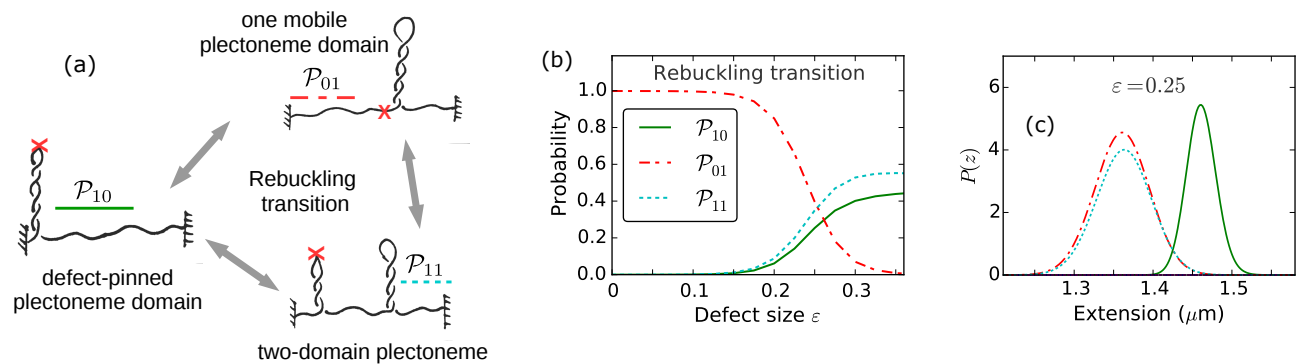 (a)
one mobile
plectoneme domain
𝒫₀₁
X
X
𝒫₁₀
Rebuckling
transition
defect-pinned
plectoneme domain
X
𝒫₁₁
two-domain plectoneme
(b)
Rebuckling transition
Probability
1.0
0.8
0.6
0.4
0.2
0.0
𝒫₁₀
𝒫₀₁
𝒫₁₁
0
0.1
0.2
0.3
Defect size ε
(c)
ε = 0.25
P(z)
6
4
2
0
1.3
1.4
1.5
Extension (μm)